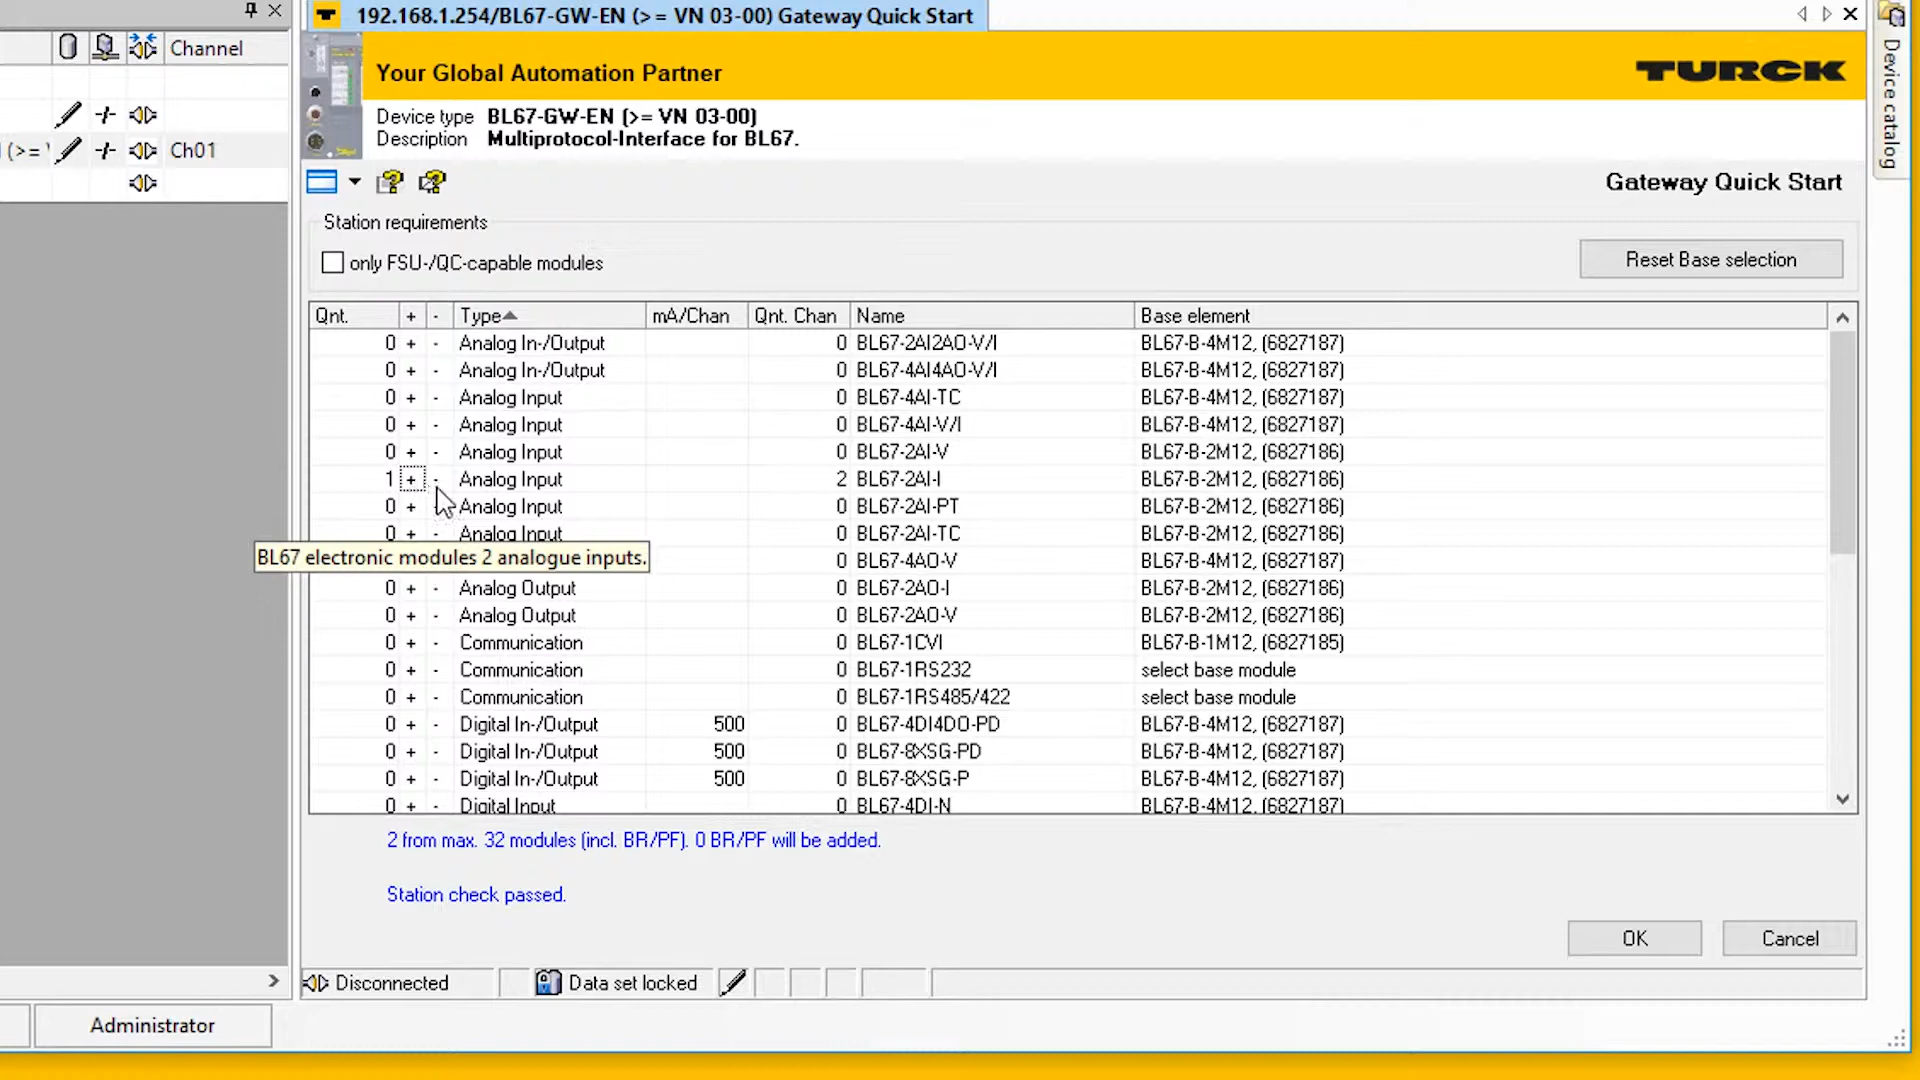 192.168.1.254/BL67-GW-EN (>= VN 03-00) Gateway Quick Start
Channel
Your Global Automation Partner
TURCK
Device type BL67-GW-EN (>= VN 03-00)
Description Multiprotocol-Interface for BL67.
Ch01
Device catalog
Gateway Quick Start
Station requirements
only FSU-/QC-capable modules
Reset Base selection
Qnt. + - Type mA/Chan Qnt. Chan Name Base element
0 + - Analog In-/Output 0 BL67-2AI2AO-V/I BL67-B-4M12, (6827187)
0 + - Analog In-/Output 0 BL67-4AI4AO-V/I BL67-B-4M12, (6827187)
0 + - Analog Input 0 BL67-4AI-TC BL67-B-4M12, (6827187)
0 + - Analog Input 0 BL67-4AI-V/I BL67-B-4M12, (6827187)
0 + - Analog Input 0 BL67-2AI-V BL67-B-2M12, (6827186)
1 + - Analog Input 2 BL67-2AI-I BL67-B-2M12, (6827186)
0 + Analog Input 0 BL67-2AI-PT BL67-B-2M12, (6827186)
0 + - Analog Input 0 BL67-2AI-TC BL67-B-2M12, (6827186)
BL67 electronic modules 2 analogue inputs.
0 BL67-4AO-V BL67-B-4M12, (6827187)
0 + - Analog Output 0 BL67-2AO-I BL67-B-2M12, (6827186)
0 + - Analog Output 0 BL67-2AO-V BL67-B-2M12, (6827186)
0 + - Communication 0 BL67-1CVI BL67-B-1M12, (6827185)
0 + - Communication 0 BL67-1RS232 select base module
0 + - Communication 0 BL67-1RS485/422 select base module
0 + - Digital In-/Output 500 0 BL67-4DI4DO-PD BL67-B-4M12, (6827187)
0 + - Digital In-/Output 500 0 BL67-8XSG-PD BL67-B-4M12, (6827187)
0 + - Digital In-/Output 500 0 BL67-8XSG-P BL67-B-4M12, (6827187)
0 + - Digital Input 0 BL67-4DI-N BL67-B-4M12, (6827187)
2 from max. 32 modules (incl. BR/PF). 0 BR/PF will be added.
Station check passed.
OK
Cancel
Disconnected
Data set locked
Administrator